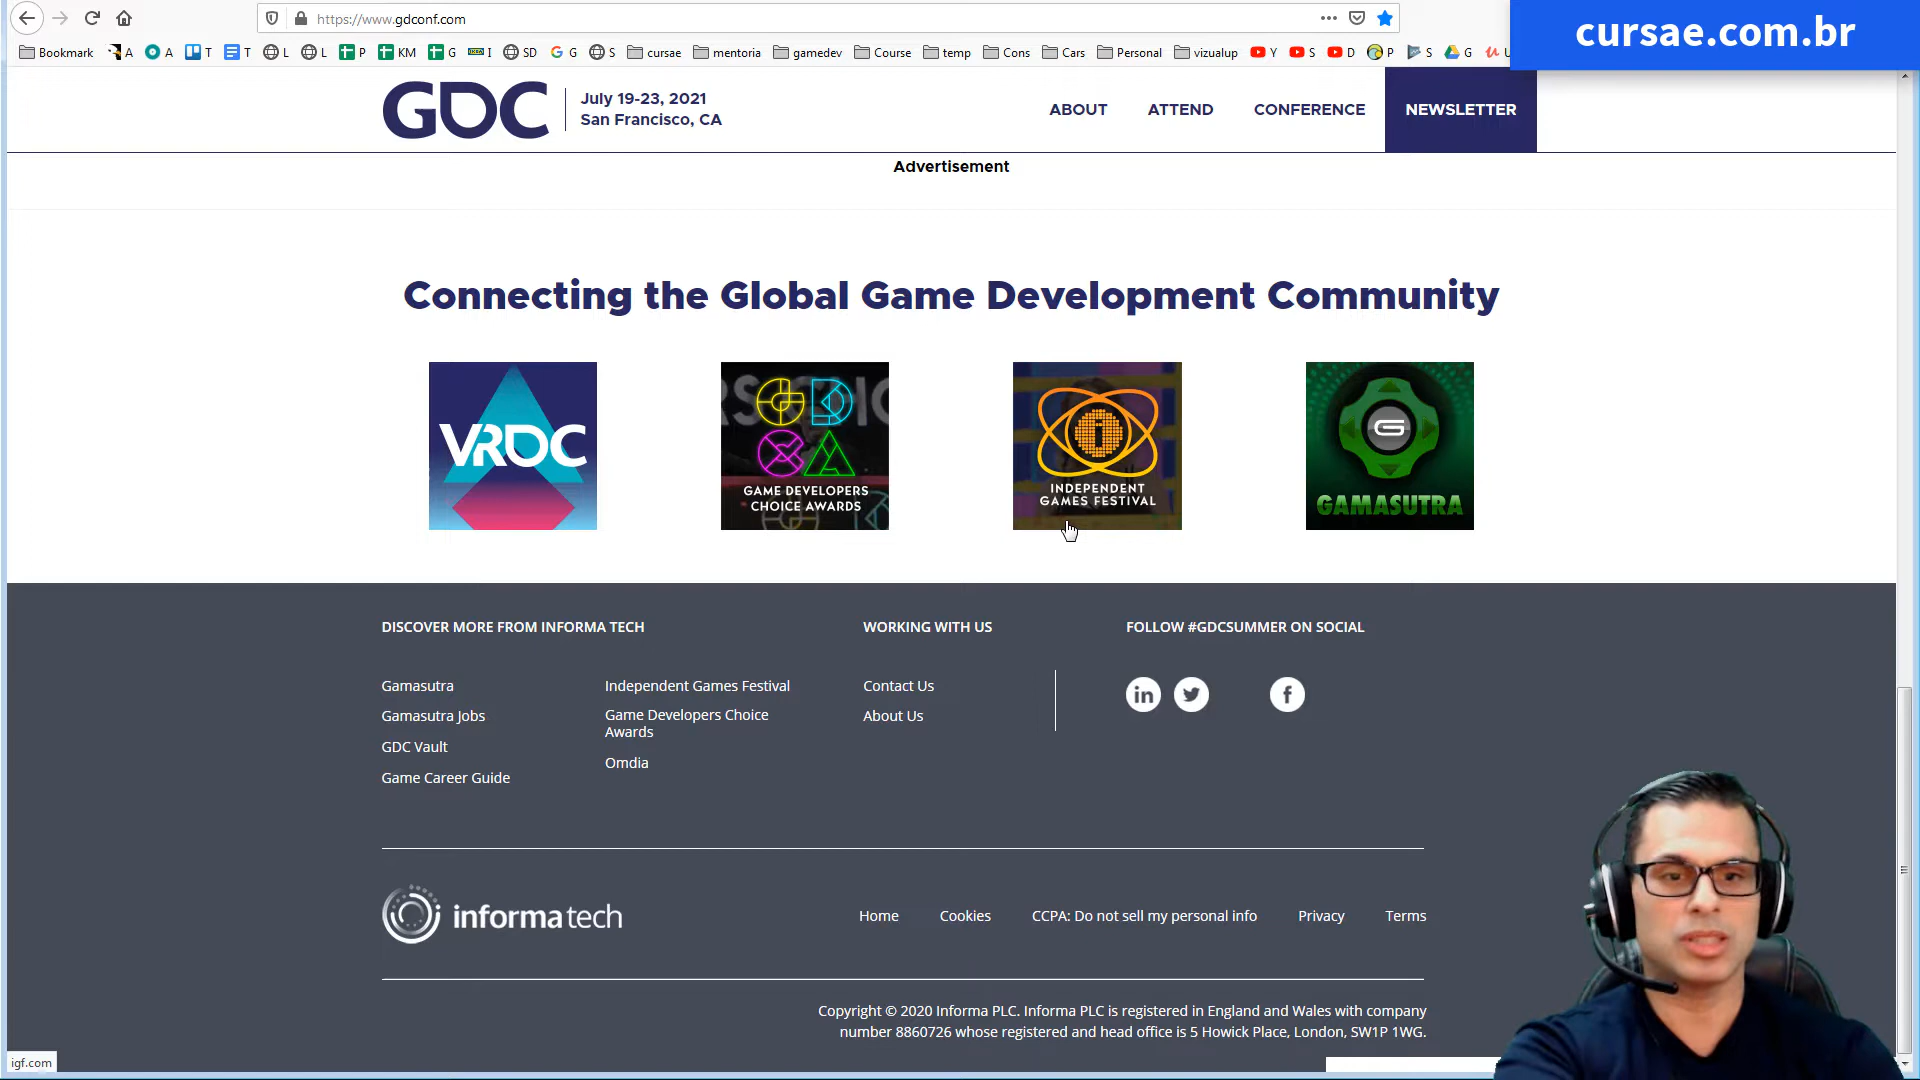 https://www.gdconf.com
cursae.com.br
Bookmark A A T T L L P KM G I SD G S cursae mentoria gamedev Course temp Cons Cars Personal vizualup Y S D P S G
GDC
July 19-23, 2021
San Francisco, CA
ABOUT ATTEND CONFERENCE NEWSLETTER
Advertisement
Connecting the Global Game Development Community
VRDC
GAME DEVELOPERS
CHOICE AWARDS
INDEPENDENT
GAMES FESTIVAL
G
GAMASUTRA
DISCOVER MORE FROM INFORMA TECH
Gamasutra
Gamasutra Jobs
GDC Vault
Game Career Guide
Independent Games Festival
Game Developers Choice
Awards
Omdia
WORKING WITH US
Contact Us
About Us
FOLLOW #GDCSUMMER ON SOCIAL
in f
informa tech
Home Cookies CCPA: Do not sell my personal info Privacy Terms
Copyright © 2020 Informa PLC. Informa PLC is registered in England and Wales with company
number 8860726 whose registered and head office is 5 Howick Place, London, SW1P 1WG.
igf.com